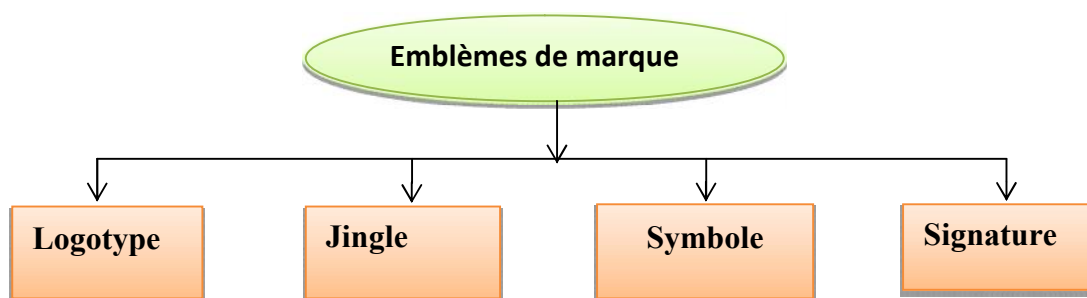 Emblèmes de marque
Logotype
Jingle
Symbole
Signature